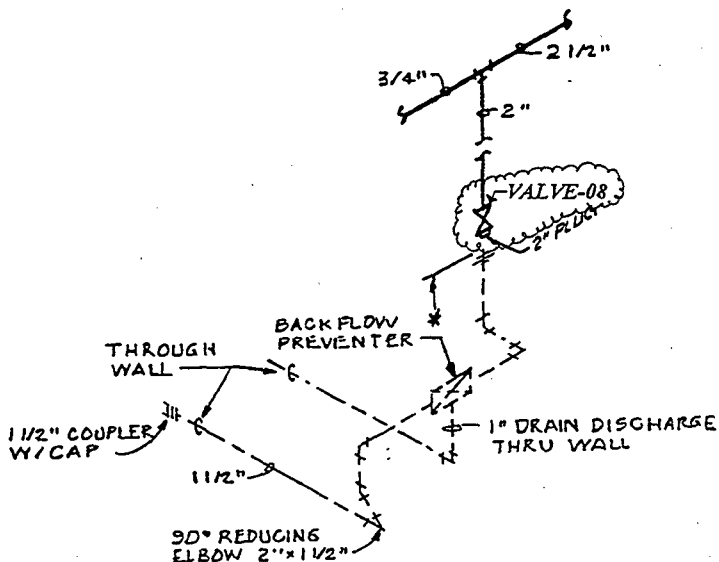 2 1/2"
3/4"
2"
VALVE-08
2" PLUG
BACKFLOW
PREVENTER
THROUGH
WALL
1 1/2" COUPLER
W/CAP
1" DRAIN DISCHARGE
THRU WALL
1 1/2"
90° REDUCING
ELBOW 2"x1 1/2"